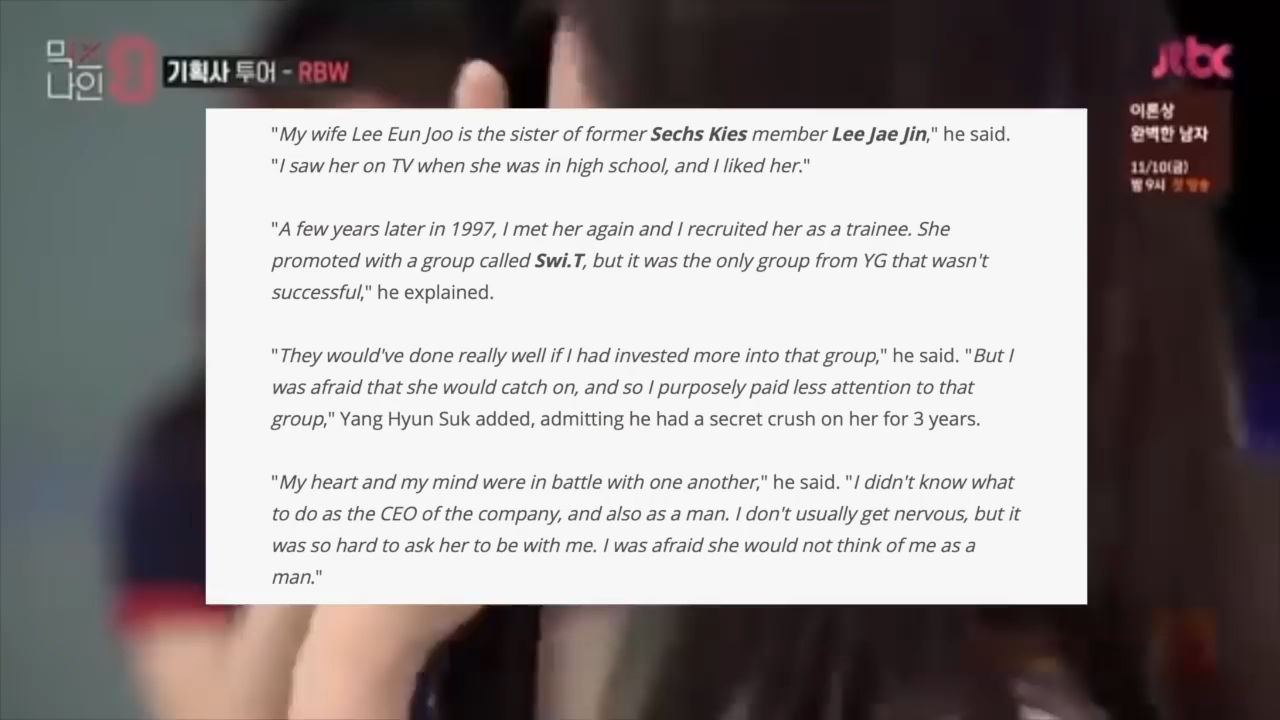 믹스
나인 9
기획사 투어 - RBW
jtbc
이론상
완벽한 남자
11/10(금)
밤 9시 첫 방송
"My wife Lee Eun Joo is the sister of former Sechs Kies member Lee Jae Jin," he said.
"I saw her on TV when she was in high school, and I liked her."
"A few years later in 1997, I met her again and I recruited her as a trainee. She
promoted with a group called Swi.T, but it was the only group from YG that wasn't
successful," he explained.
"They would've done really well if I had invested more into that group," he said. "But I
was afraid that she would catch on, and so I purposely paid less attention to that
group," Yang Hyun Suk added, admitting he had a secret crush on her for 3 years.
"My heart and my mind were in battle with one another," he said. "I didn't know what
to do as the CEO of the company, and also as a man. I don't usually get nervous, but it
was so hard to ask her to be with me. I was afraid she would not think of me as a
man."